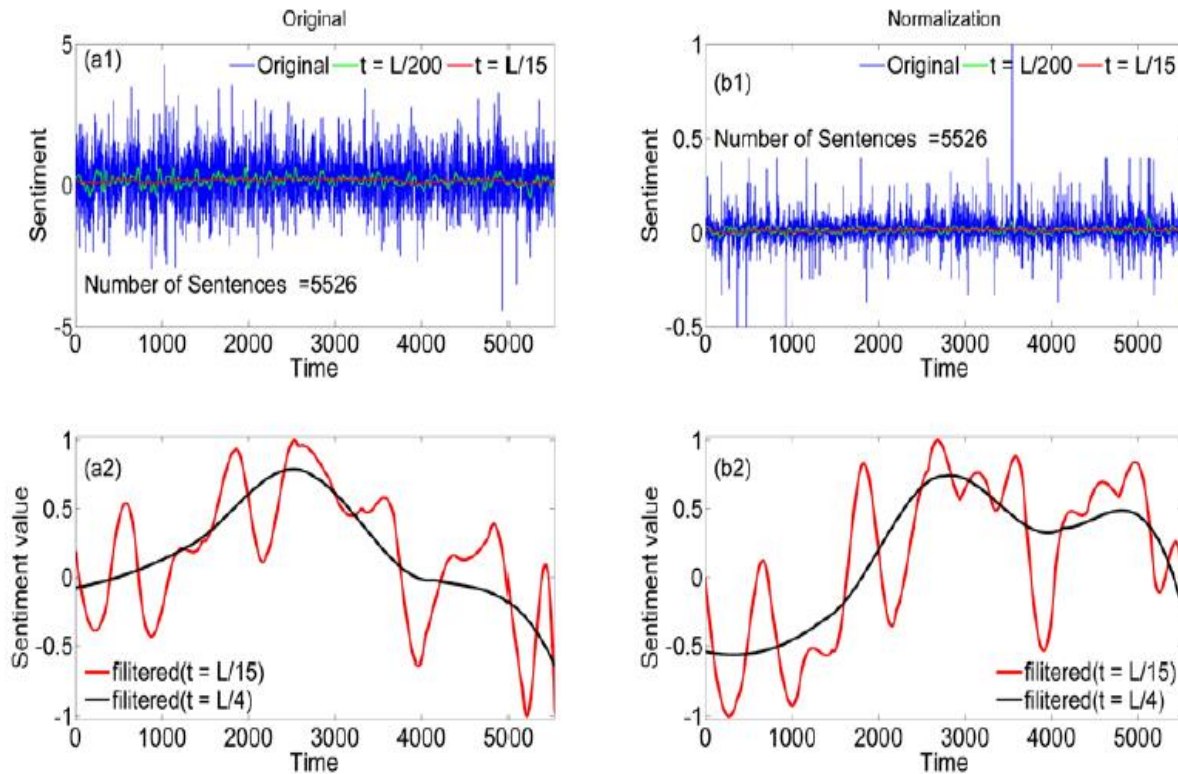 Original
(a1)
Original t = L/200 t = L/15
Number of Sentences =5526
5
0
-5
Sentiment
0 1000 2000 3000 4000 5000
Time
Normalization
(b1)
Original t = L/200 t = L/15
Number of Sentences =5526
1
0.5
0
-0.5
Sentiment
0 1000 2000 3000 4000 5000
Time
(a2)
1
0.5
0
-0.5
-1
Sentiment value
filitered(t = L/15)
filitered(t = L/4)
0 1000 2000 3000 4000 5000
Time
(b2)
1
0.5
0
-0.5
-1
Sentiment value
filitered(t = L/15)
filitered(t = L/4)
0 1000 2000 3000 4000 5000
Time